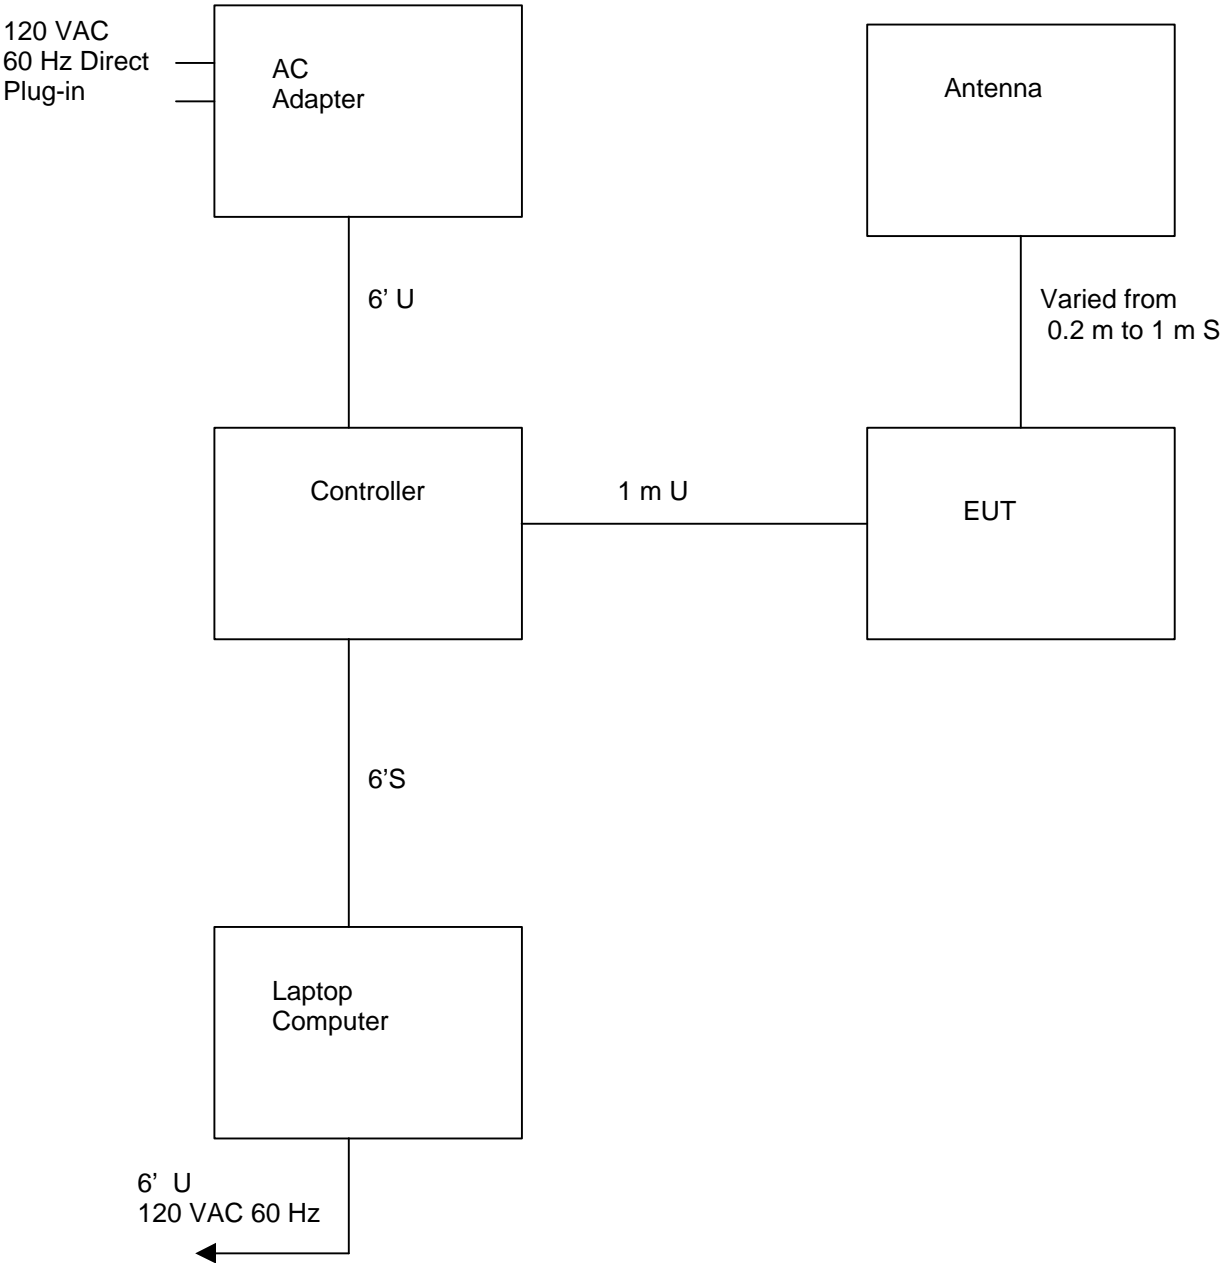 120 VAC
60 Hz Direct
Plug-in
AC
Adapter
Antenna
6’ U
Varied from
0.2 m to 1 m S
Controller
1 m U
EUT
6’S
Laptop
Computer
6’ U
120 VAC 60 Hz